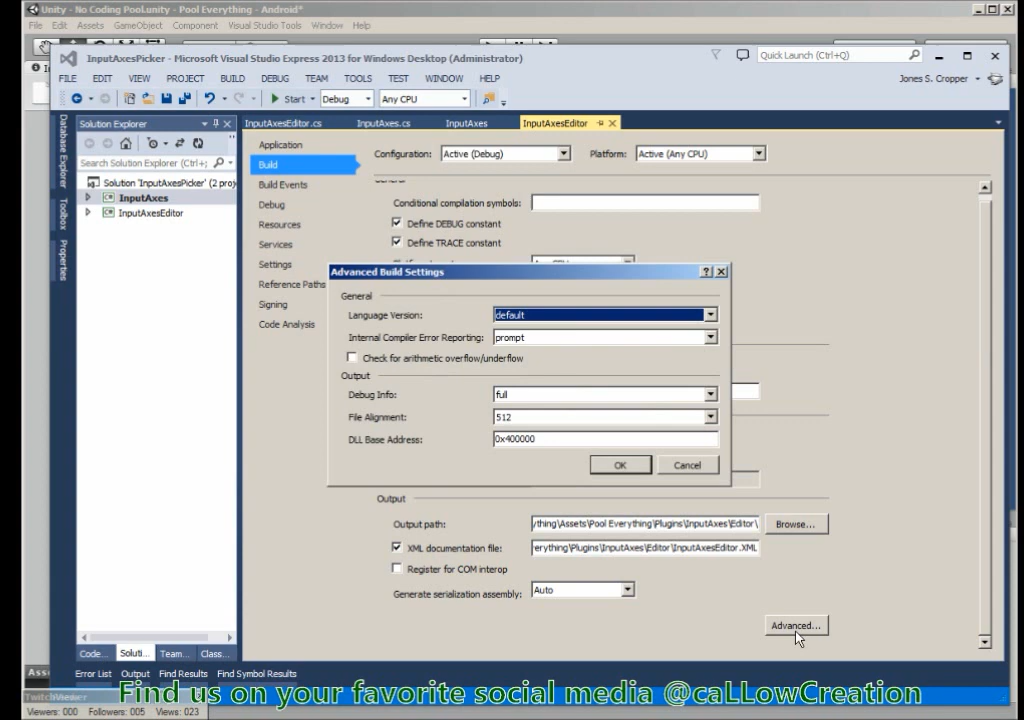 Unity - No Coding Pool.unity - Pool Everything - Android*
File Edit Assets GameObject Component Visual Studio Tools Window Help
InputAxesPicker - Microsoft Visual Studio Express 2013 for Windows Desktop (Administrator)
Quick Launch (Ctrl+Q)
FILE EDIT VIEW PROJECT BUILD DEBUG TEAM TOOLS TEST WINDOW HELP
Jones S. Cropper
Start Debug Any CPU
Database Explorer
Toolbox
Properties
Solution Explorer
Search Solution Explorer (Ctrl+;
Solution 'InputAxesPicker' (2 proj
InputAxes
InputAxesEditor
Code... Soluti... Team... Class...
InputAxesEditor.cs InputAxes.cs InputAxes InputAxesEditor
Application
Build
Build Events
Debug
Resources
Services
Settings
Reference Paths
Signing
Code Analysis
Configuration: Active (Debug) Platform: Active (Any CPU)
Conditional compilation symbols:
Define DEBUG constant
Define TRACE constant
Advanced Build Settings
General
Language Version: default
Internal Compiler Error Reporting: prompt
Check for arithmetic overflow/underflow
Output
Debug Info: full
File Alignment: 512
DLL Base Address: 0x400000
OK Cancel
Output
Output path: /thing\Assets\Pool Everything\Plugins\InputAxes\Editor\ Browse...
XML documentation file: erything\Plugins\InputAxes\Editor\InputAxesEditor.XML
Register for COM interop
Generate serialization assembly: Auto
Advanced...
Error List Output Find Results Find Symbol Results
Find us on your favorite social media @caLLowCreation
Viewers: 000 Followers: 005 Views: 023